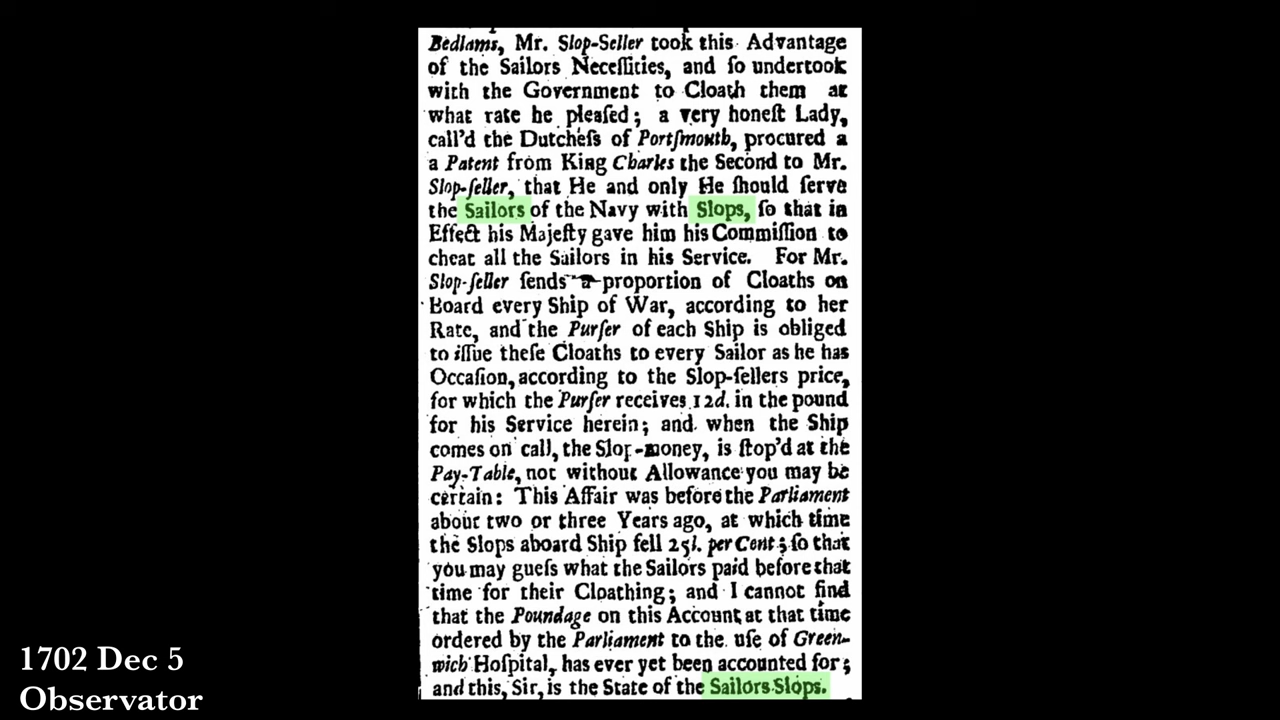 Bedlams, Mr. Slop-Seller took this Advantage
of the Sailors Neceſſities, and ſo undertook
with the Government to Cloath them at
what rate he pleaſed; a very honeſt Lady,
call'd the Dutcheſs of Portſmouth, procured a
a Patent from King Charles the Second to Mr.
Slop-ſeller, that He and only He ſhould ſerve
the Sailors of the Navy with Slops, ſo that in
Effect his Majeſty gave him his Commiſſion to
cheat all the Sailors in his Service. For Mr.
Slop-ſeller ſends a proportion of Cloaths on
Board every Ship of War, according to her
Rate, and the Purſer of each Ship is obliged
to iſſue theſe Cloaths to every Sailor as he has
Occaſion, according to the Slop-ſellers price,
for which the Purſer receives 12d. in the pound
for his Service herein; and when the Ship
comes on call, the Slop-money, is ſtop'd at the
Pay-Table, not without Allowance you may be
certain: This Affair was before the Parliament
about two or three Years ago, at which time
the Slops aboard Ship fell 25l. per Cent; ſo that
you may gueſs what the Sailors paid before that
time for their Cloathing; and I cannot find
that the Poundage on this Account at that time
ordered by the Parliament to the uſe of Green-
wich Hoſpital, has ever yet been accounted for;
and this, Sir, is the State of the Sailors Slops.
1702 Dec 5
Observator